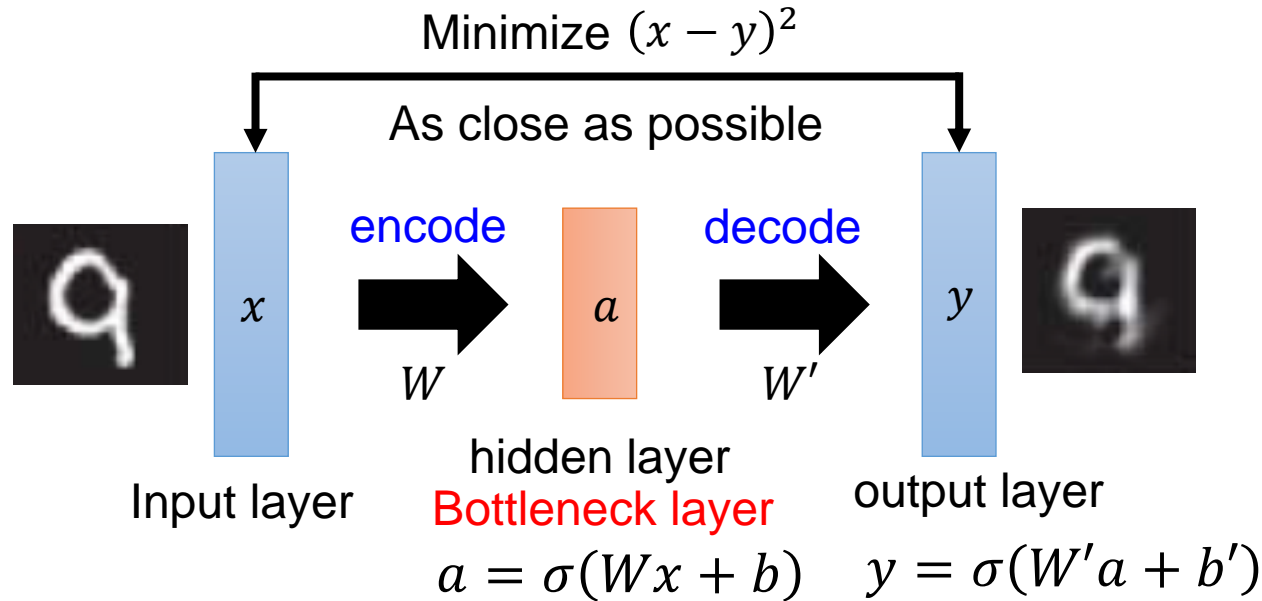 Minimize (x − y)²
As close as possible
encode
decode
x
a
y
W
W′
hidden layer
Input layer
Bottleneck layer
output layer
a = σ(Wx + b)
y = σ(W′a + b′)